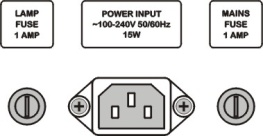 LAMP
FUSE
1 AMP
POWER INPUT
~100-240V 50/60Hz
15W
MAINS
FUSE
1 AMP